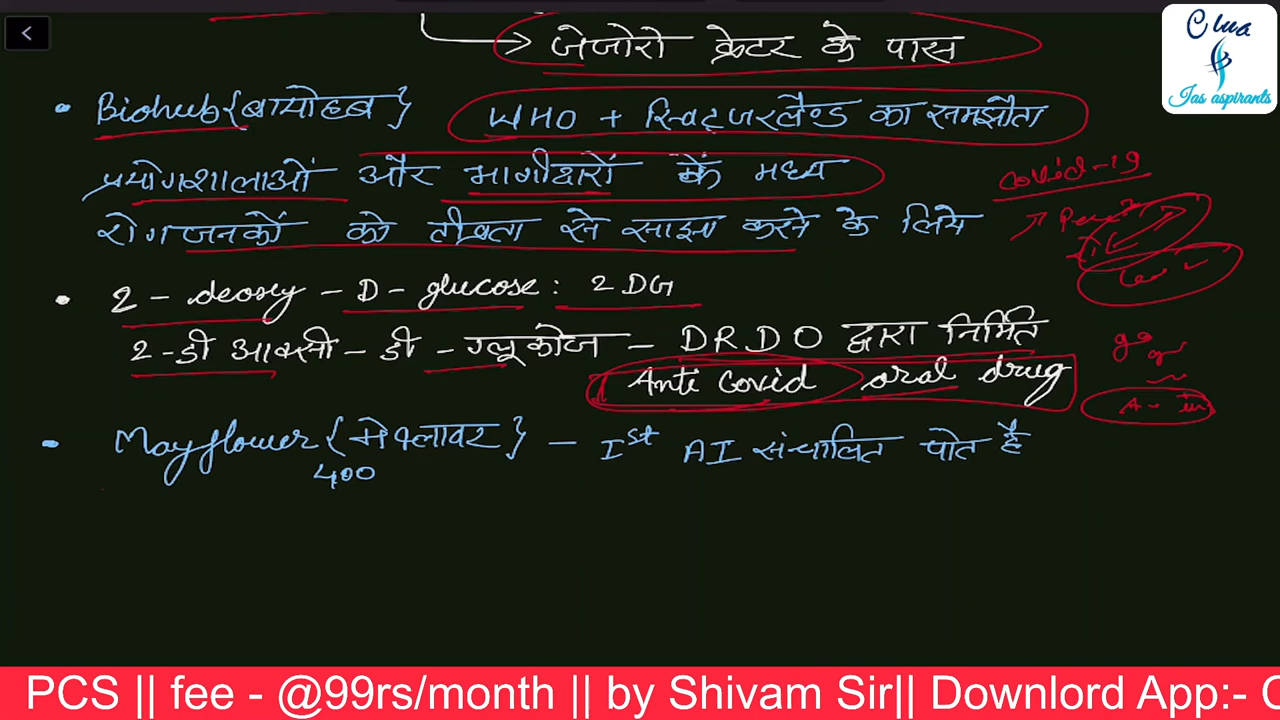 <
जेजोरो क्रेटर के पास
Clua
Ias aspirants
• Biohub{बायोहब} WHO + स्विट्जरलैण्ड का समझौता
प्रयोगशालाओं और भागीदारों के मध्य
covid-19
रोगजनकों को तीव्रता से साझा करने के लिये
• 2 - deoxy - D - glucose : 2 DG
2-डी आक्सी - डी - ग्लूकोज - DRDO द्वारा निर्मित
Anti Covid oral drug
• Mayflower {मेफ्लावर} - Ist AI संचालित पोत है
400
PCS || fee - @99rs/month || by Shivam Sir|| Downlord App:- C